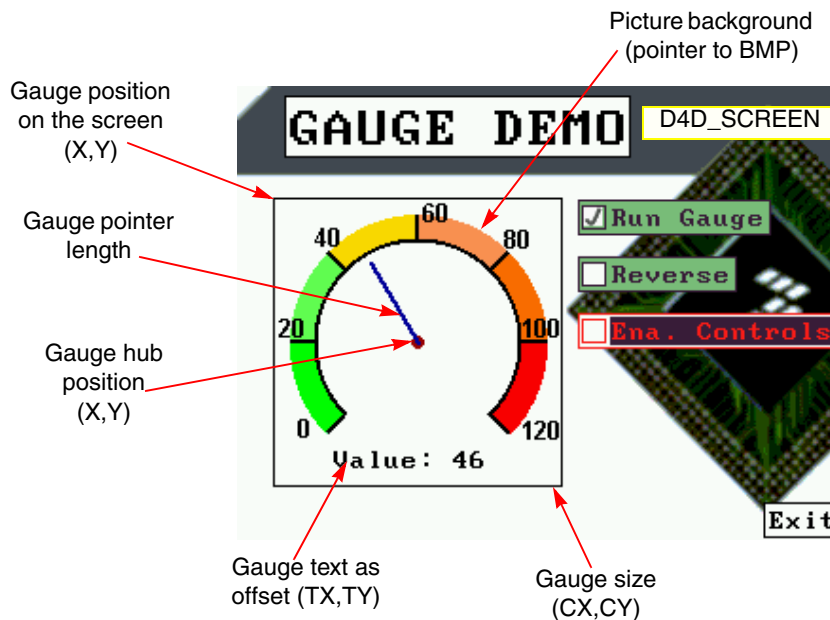 Picture background
(pointer to BMP)
Gauge position
on the screen
(X,Y)
GAUGE DEMO
D4D_SCREEN
Gauge pointer
length
60
40
80
20
100
0
120
Run Gauge
Reverse
Ena. Controls
Gauge hub
position
(X,Y)
Value: 46
Exit
Gauge text as
offset (TX,TY)
Gauge size
(CX,CY)